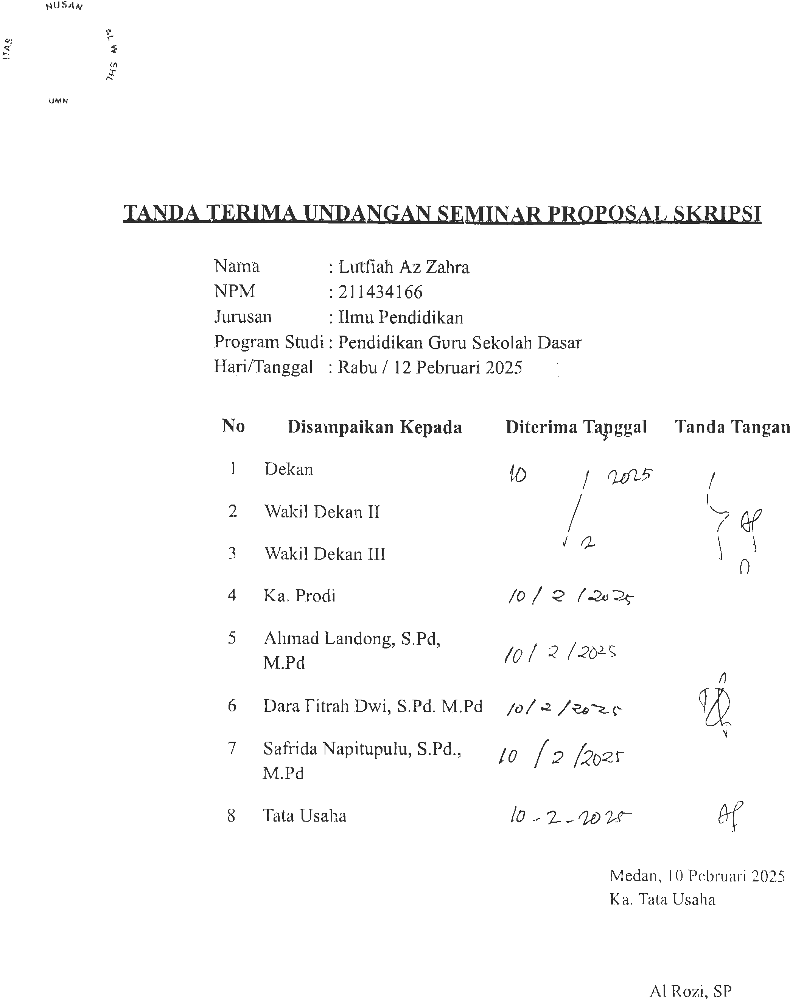 NUSAN
ITAS
AL W SHL
UMN
TANDA TERIMA UNDANGAN SEMINAR PROPOSAL SKRIPSI
Nama : Lutfiah Az Zahra
NPM : 211434166
Jurusan : Ilmu Pendidikan
Program Studi : Pendidikan Guru Sekolah Dasar
Hari/Tanggal : Rabu / 12 Pebruari 2025
No Disampaikan Kepada Diterima Tanggal Tanda Tangan
1 Dekan 10 / 2025
2 Wakil Dekan II
3 Wakil Dekan III 2
4 Ka. Prodi 10 / 2 / 2025
5 Ahmad Landong, S.Pd,
M.Pd 10 / 2 / 2025
6 Dara Fitrah Dwi, S.Pd. M.Pd 10 / 2 / 2025
7 Safrida Napitupulu, S.Pd., 10 / 2 / 2025
M.Pd
8 Tata Usaha 10 - 2 - 2025
Medan, 10 Pebruari 2025
Ka. Tata Usaha
Al Rozi, SP